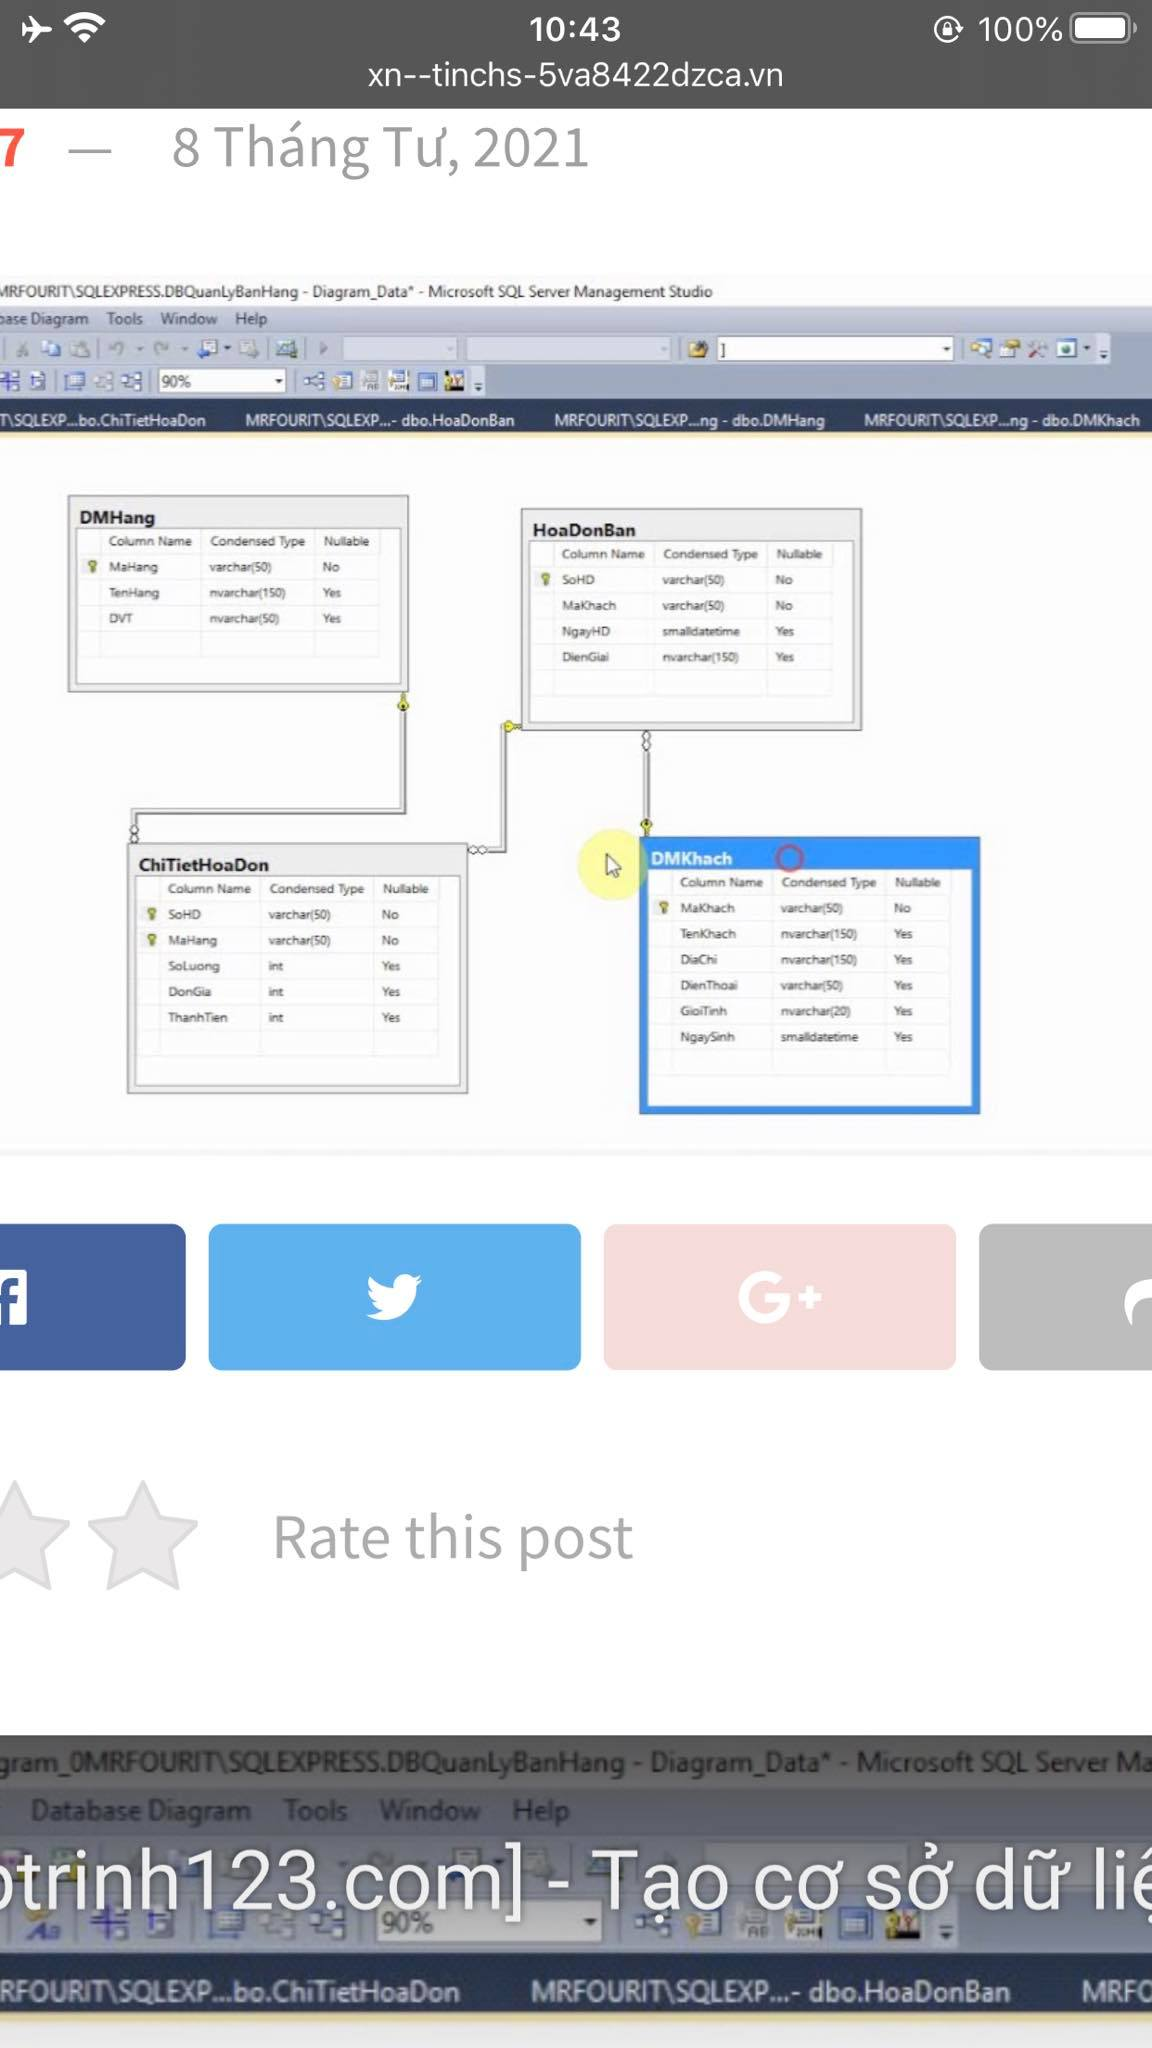 10:43
100%
xn--tinchs-5va8422dzca.vn
7 — 8 Tháng Tư, 2021
MRFOURIT\SQLEXPRESS.DBQuanLyBanHang - Diagram_Data* - Microsoft SQL Server Management Studio
base Diagram Tools Window Help
]
90%
T\SQLEXP...bo.ChiTietHoaDon MRFOURIT\SQLEXP...- dbo.HoaDonBan MRFOURIT\SQLEXP...ng - dbo.DMHang MRFOURIT\SQLEXP...ng - dbo.DMKhach
DMHang
Column Name Condensed Type Nullable
MaHang varchar(50) No
TenHang nvarchar(150) Yes
DVT nvarchar(50) Yes
HoaDonBan
Column Name Condensed Type Nullable
SoHD varchar(50) No
MaKhach varchar(50) No
NgayHD smalldatetime Yes
DienGiai nvarchar(150) Yes
ChiTietHoaDon
Column Name Condensed Type Nullable
SoHD varchar(50) No
MaHang varchar(50) No
SoLuong int Yes
DonGia int Yes
ThanhTien int Yes
DMKhach
Column Name Condensed Type Nullable
MaKhach varchar(50) No
TenKhach nvarchar(150) Yes
DiaChi nvarchar(150) Yes
DienThoai varchar(50) Yes
GioiTinh nvarchar(20) Yes
NgaySinh smalldatetime Yes
f
G+
Rate this post
gram_0MRFOURIT\SQLEXPRESS.DBQuanLyBanHang - Diagram_Data* - Microsoft SQL Server Ma
Database Diagram Tools Window Help
ptrinh123.com] - Tạo cơ sở dữ liệ
90%
RFOURIT\SQLEXP...bo.ChiTietHoaDon MRFOURIT\SQLEXP...- dbo.HoaDonBan MRFO